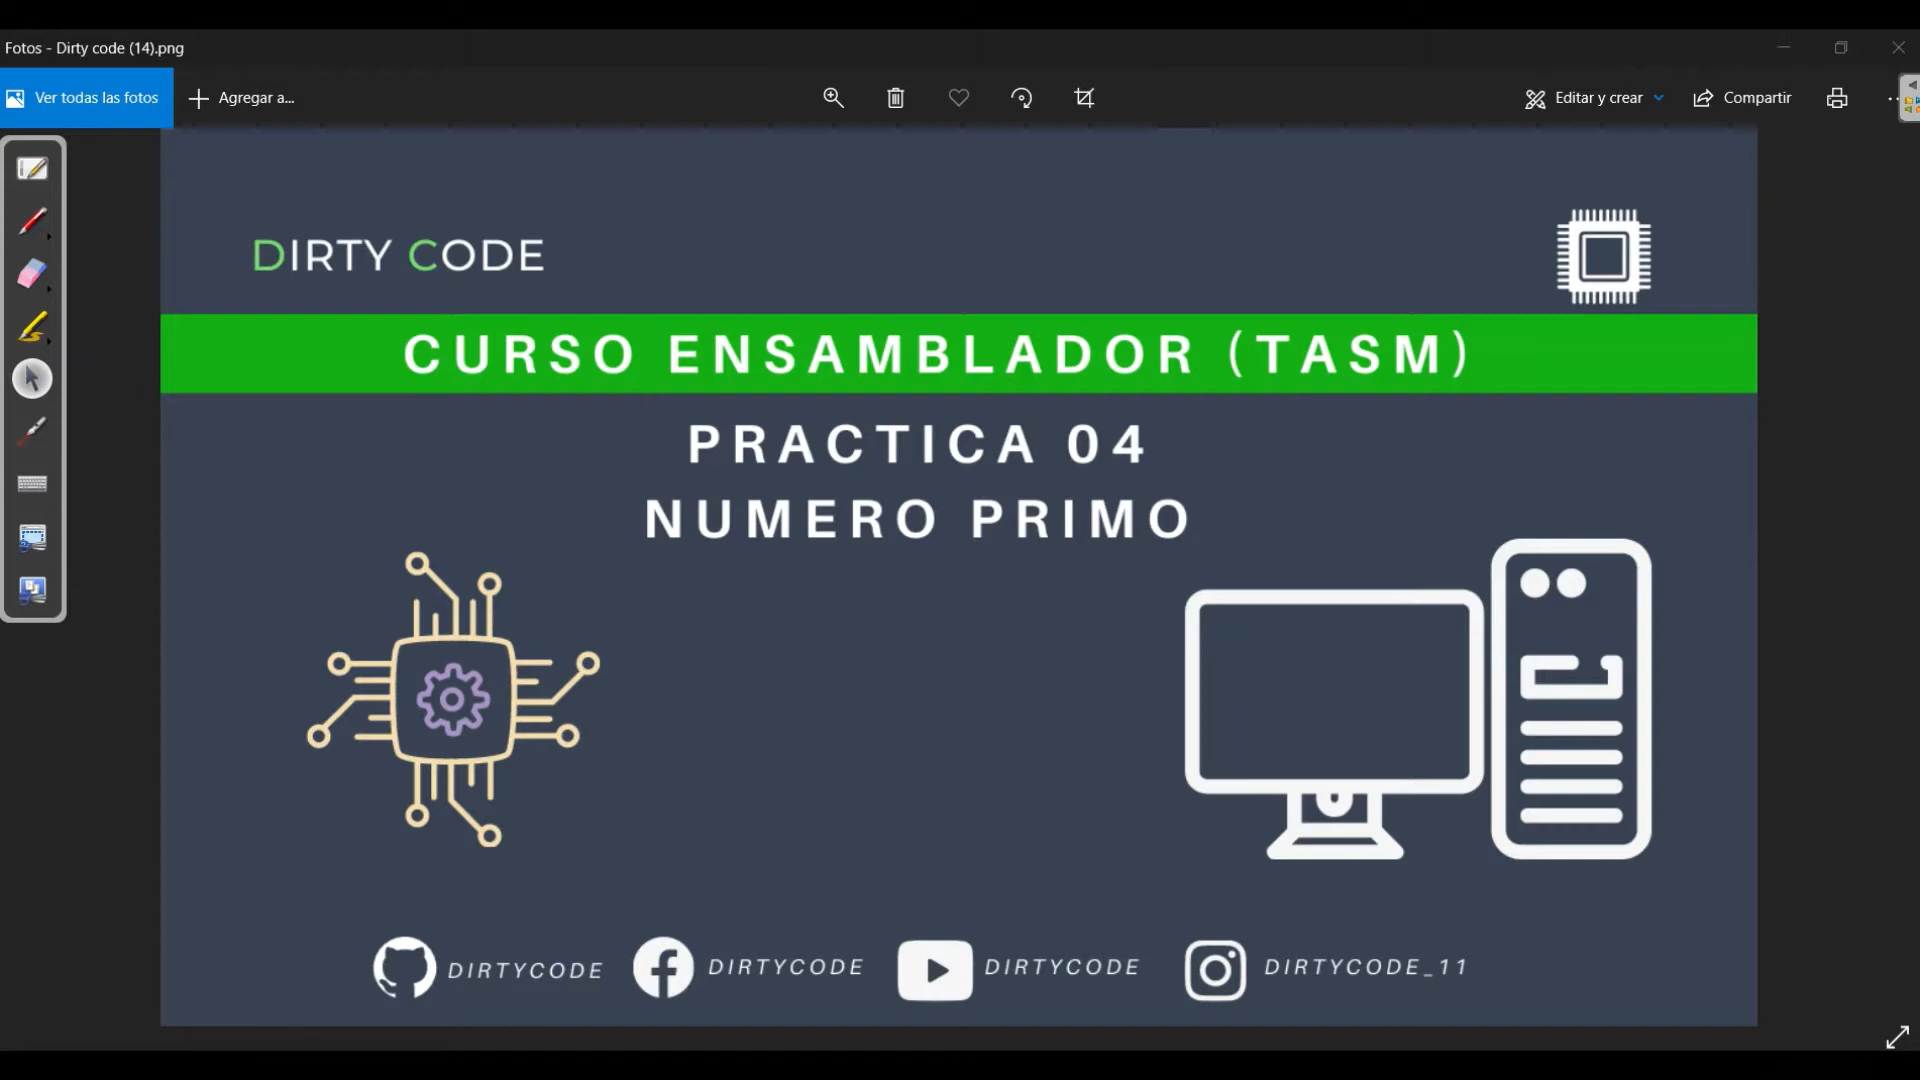 Fotos - Dirty code (14).png
Ver todas las fotos
Agregar a...
Editar y crear
Compartir
DIRTY CODE
CURSO ENSAMBLADOR (TASM)
PRACTICA 04
NUMERO PRIMO
DIRTYCODE
DIRTYCODE
DIRTYCODE
DIRTYCODE_11